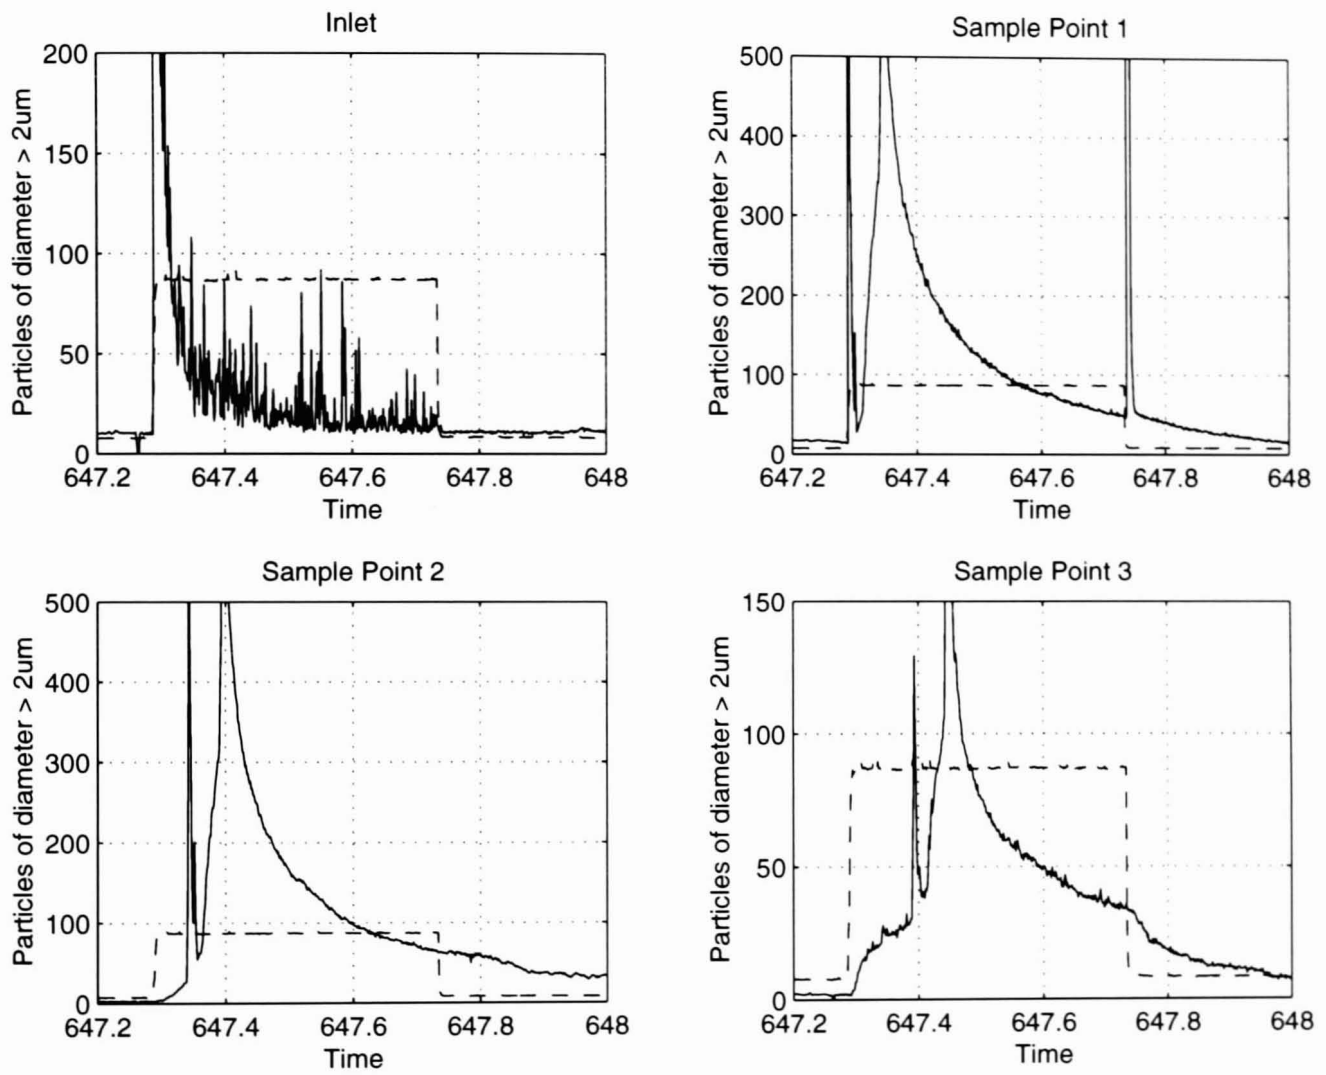 Inlet
Particles of diameter > 2um
200
150
100
50
0
647.2 647.4 647.6 647.8 648
Time
Sample Point 1
Particles of diameter > 2um
500
400
300
200
100
0
647.2 647.4 647.6 647.8 648
Time
Sample Point 2
Particles of diameter > 2um
500
400
300
200
100
0
647.2 647.4 647.6 647.8 648
Time
Sample Point 3
Particles of diameter > 2um
150
100
50
0
647.2 647.4 647.6 647.8 648
Time